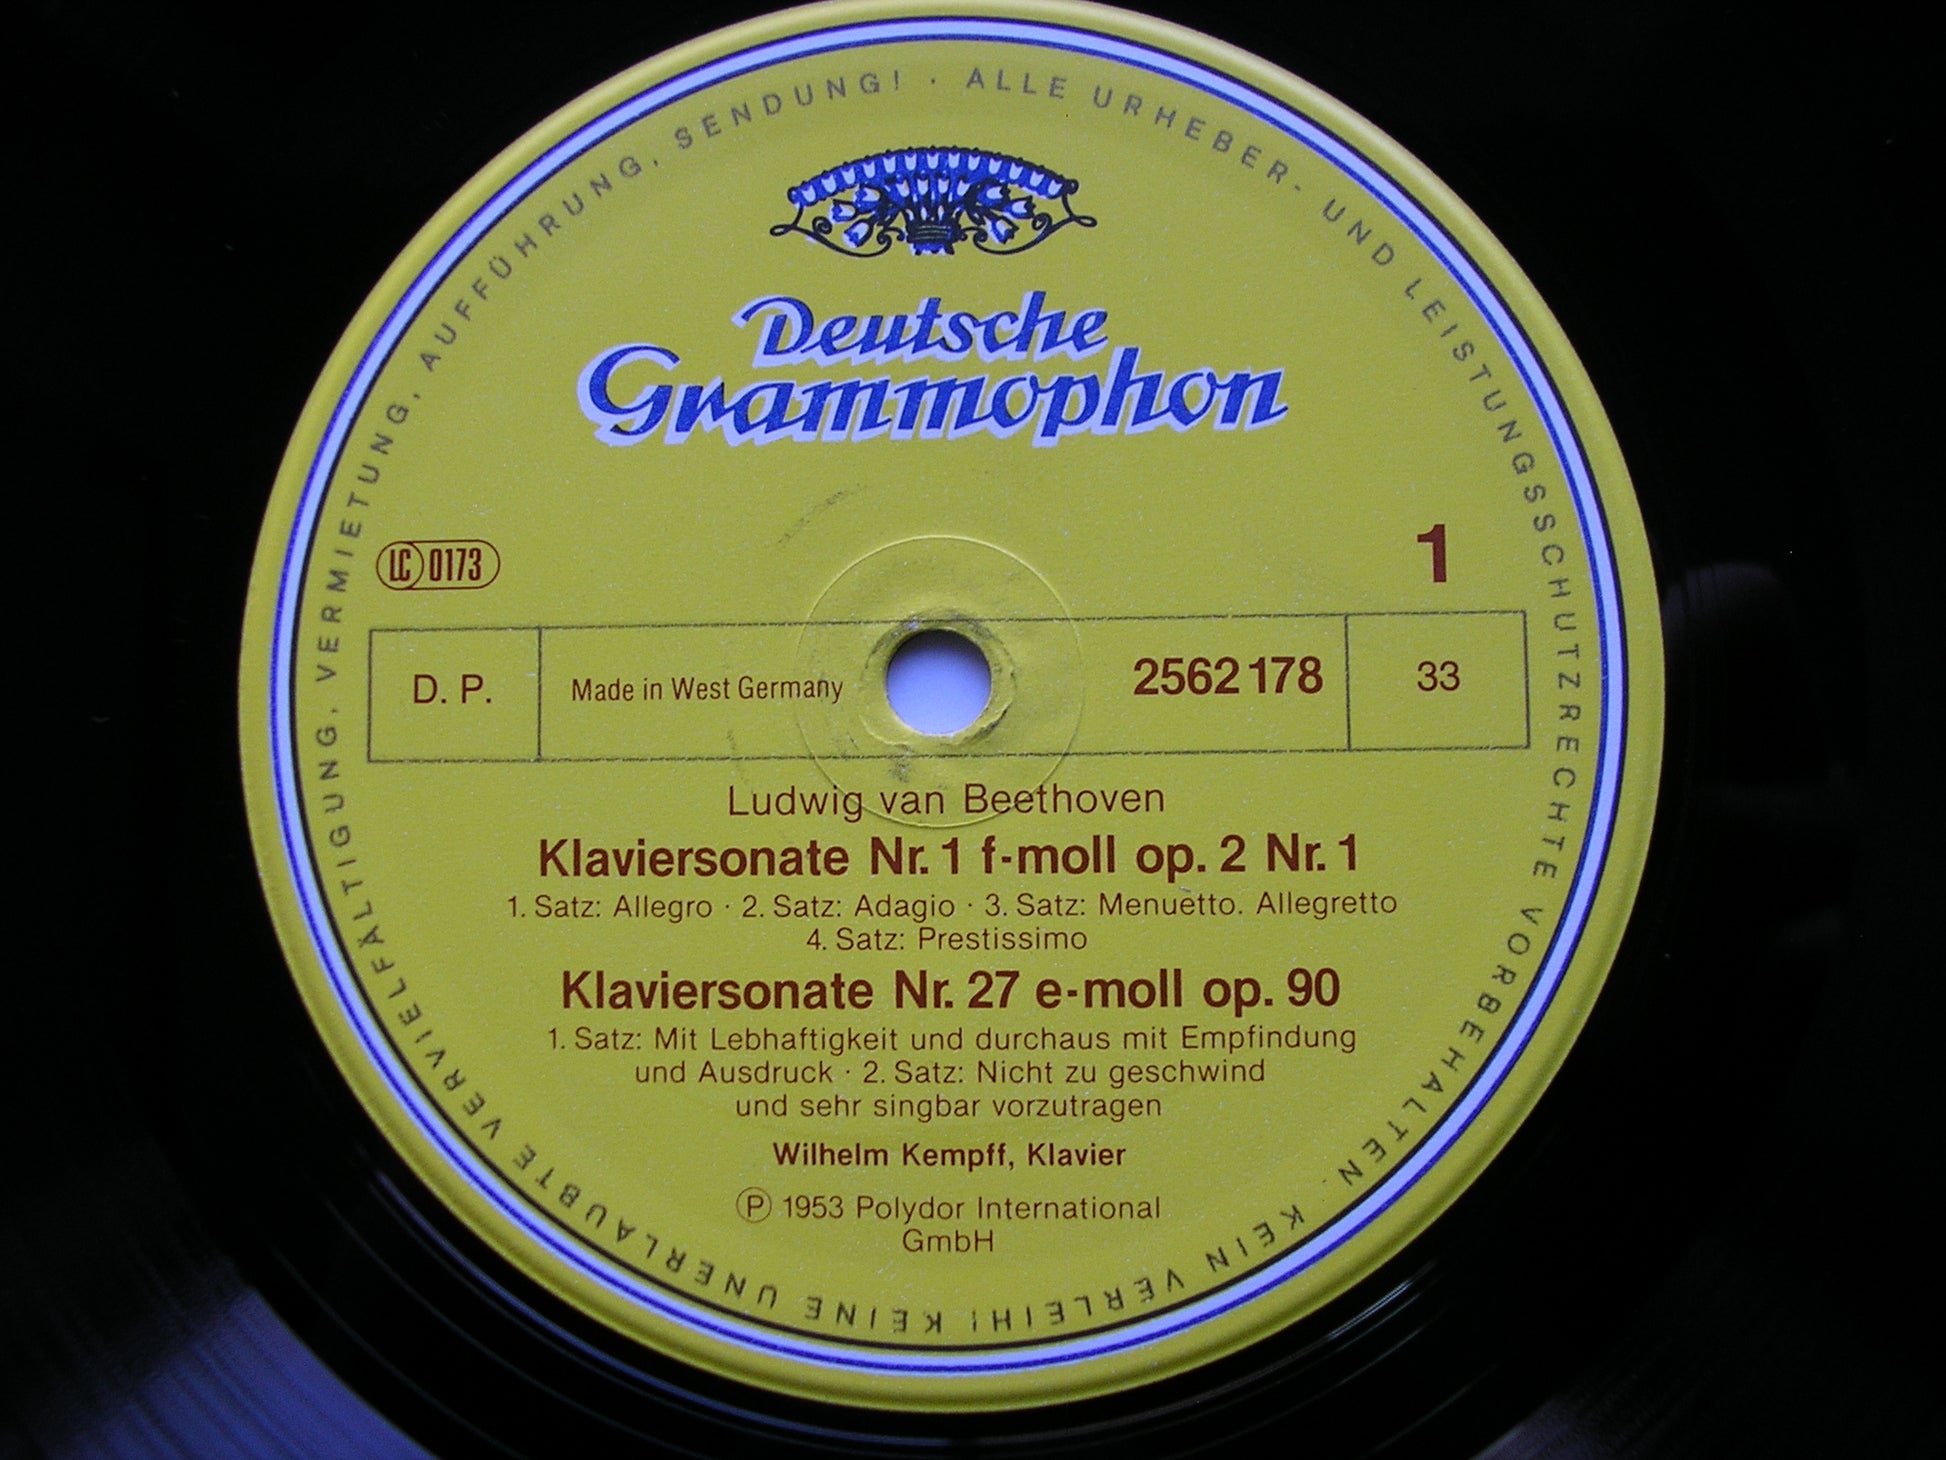 ALLE URHEBER- UND LEISTUNGSSCHUTZRECHTE VORBEHALTEN. KEIN VERLEIH! KEINE UNERLAUBTE VERVIELFÄLTIGUNG, VERMIETUNG, AUFFÜHRUNG, SENDUNG! ·
Deutsche
Grammophon
LC 0173
1
D. P.
Made in West Germany
2562 178
33
Ludwig van Beethoven
Klaviersonate Nr. 1 f-moll op. 2 Nr. 1
1. Satz: Allegro · 2. Satz: Adagio · 3. Satz: Menuetto. Allegretto
4. Satz: Prestissimo
Klaviersonate Nr. 27 e-moll op. 90
1. Satz: Mit Lebhaftigkeit und durchaus mit Empfindung
und Ausdruck · 2. Satz: Nicht zu geschwind
und sehr singbar vorzutragen
Wilhelm Kempff, Klavier
Ⓟ 1953 Polydor International
GmbH